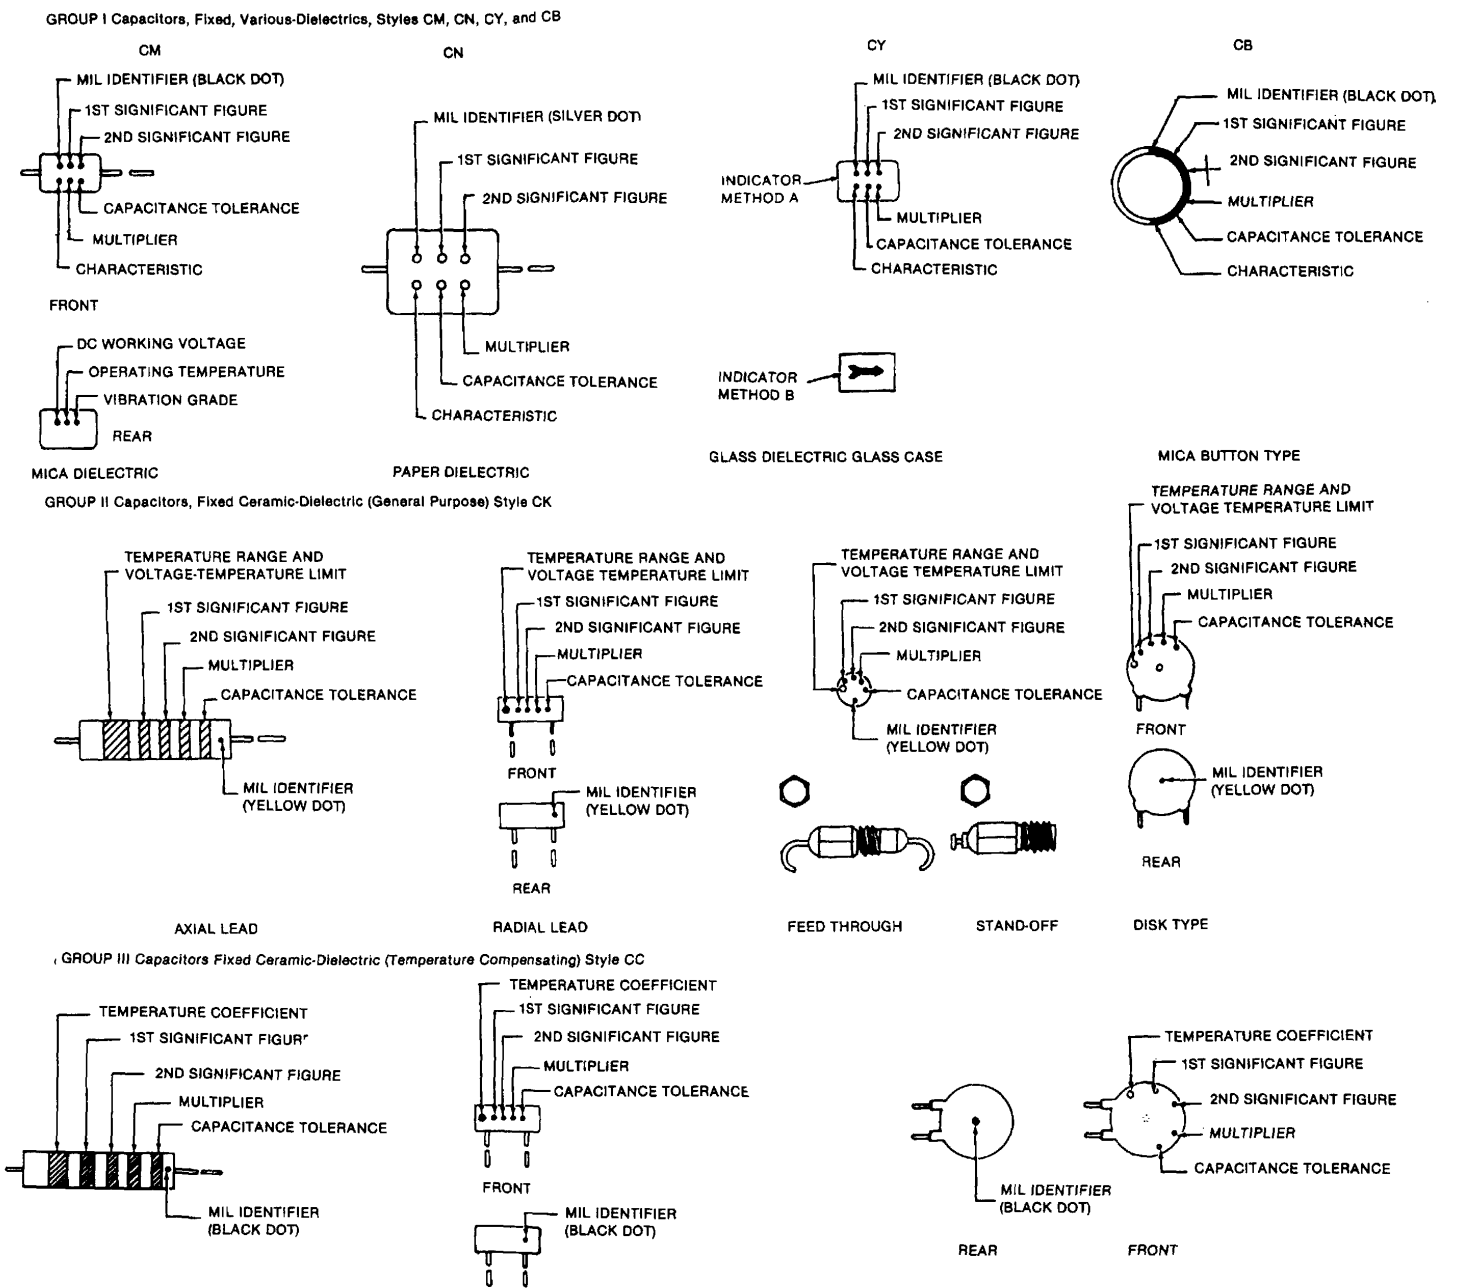 GROUP I Capacitors, Fixed, Various-Dielectrics, Styles CM, CN, CY, and CB
CM
MIL IDENTIFIER (BLACK DOT)
1ST SIGNIFICANT FIGURE
2ND SIGNIFICANT FIGURE
CAPACITANCE TOLERANCE
MULTIPLIER
CHARACTERISTIC
FRONT
DC WORKING VOLTAGE
OPERATING TEMPERATURE
VIBRATION GRADE
REAR
MICA DIELECTRIC
CN
MIL IDENTIFIER (SILVER DOT)
1ST SIGNIFICANT FIGURE
2ND SIGNIFICANT FIGURE
MULTIPLIER
CAPACITANCE TOLERANCE
CHARACTERISTIC
PAPER DIELECTRIC
CY
MIL IDENTIFIER (BLACK DOT)
1ST SIGNIFICANT FIGURE
2ND SIGNIFICANT FIGURE
INDICATOR
METHOD A
MULTIPLIER
CAPACITANCE TOLERANCE
CHARACTERISTIC
INDICATOR
METHOD B
GLASS DIELECTRIC GLASS CASE
CB
MIL IDENTIFIER (BLACK DOT)
1ST SIGNIFICANT FIGURE
2ND SIGNIFICANT FIGURE
MULTIPLIER
CAPACITANCE TOLERANCE
CHARACTERISTIC
MICA BUTTON TYPE
GROUP II Capacitors, Fixed Ceramic-Dielectric (General Purpose) Style CK
TEMPERATURE RANGE AND
VOLTAGE-TEMPERATURE LIMIT
1ST SIGNIFICANT FIGURE
2ND SIGNIFICANT FIGURE
MULTIPLIER
CAPACITANCE TOLERANCE
MIL IDENTIFIER
(YELLOW DOT)
AXIAL LEAD
TEMPERATURE RANGE AND
VOLTAGE TEMPERATURE LIMIT
1ST SIGNIFICANT FIGURE
2ND SIGNIFICANT FIGURE
MULTIPLIER
CAPACITANCE TOLERANCE
FRONT
MIL IDENTIFIER
(YELLOW DOT)
REAR
RADIAL LEAD
TEMPERATURE RANGE AND
VOLTAGE TEMPERATURE LIMIT
1ST SIGNIFICANT FIGURE
2ND SIGNIFICANT FIGURE
MULTIPLIER
CAPACITANCE TOLERANCE
MIL IDENTIFIER
(YELLOW DOT)
FEED THROUGH
STAND-OFF
TEMPERATURE RANGE AND
VOLTAGE TEMPERATURE LIMIT
1ST SIGNIFICANT FIGURE
2ND SIGNIFICANT FIGURE
MULTIPLIER
CAPACITANCE TOLERANCE
FRONT
MIL IDENTIFIER
(YELLOW DOT)
REAR
DISK TYPE
GROUP III Capacitors Fixed Ceramic-Dielectric (Temperature Compensating) Style CC
TEMPERATURE COEFFICIENT
1ST SIGNIFICANT FIGUR
2ND SIGNIFICANT FIGURE
MULTIPLIER
CAPACITANCE TOLERANCE
MIL IDENTIFIER
(BLACK DOT)
TEMPERATURE COEFFICIENT
1ST SIGNIFICANT FIGURE
2ND SIGNIFICANT FIGURE
MULTIPLIER
CAPACITANCE TOLERANCE
FRONT
MIL IDENTIFIER
(BLACK DOT)
MIL IDENTIFIER
(BLACK DOT)
REAR
TEMPERATURE COEFFICIENT
1ST SIGNIFICANT FIGURE
2ND SIGNIFICANT FIGURE
MULTIPLIER
CAPACITANCE TOLERANCE
FRONT